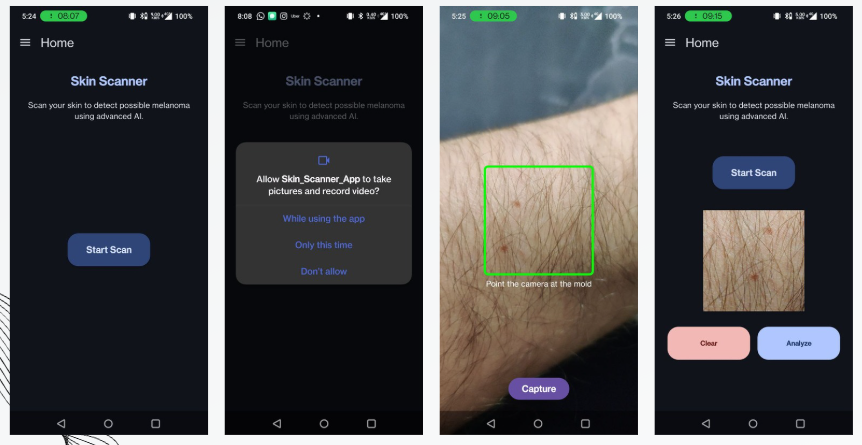 5:24
08:07
100%
Home
Skin Scanner
Scan your skin to detect possible melanoma
using advanced AI.
Start Scan
8:08
100%
Home
Skin Scanner
Scan your skin to detect possible melanoma
using advanced AI.
Allow Skin_Scanner_App to take
pictures and record video?
While using the app
Only this time
Don't allow
5:25
09:05
100%
Point the camera at the mold
Capture
5:26
09:15
100%
Home
Skin Scanner
Scan your skin to detect possible melanoma
using advanced AI.
Start Scan
Clear
Analyze